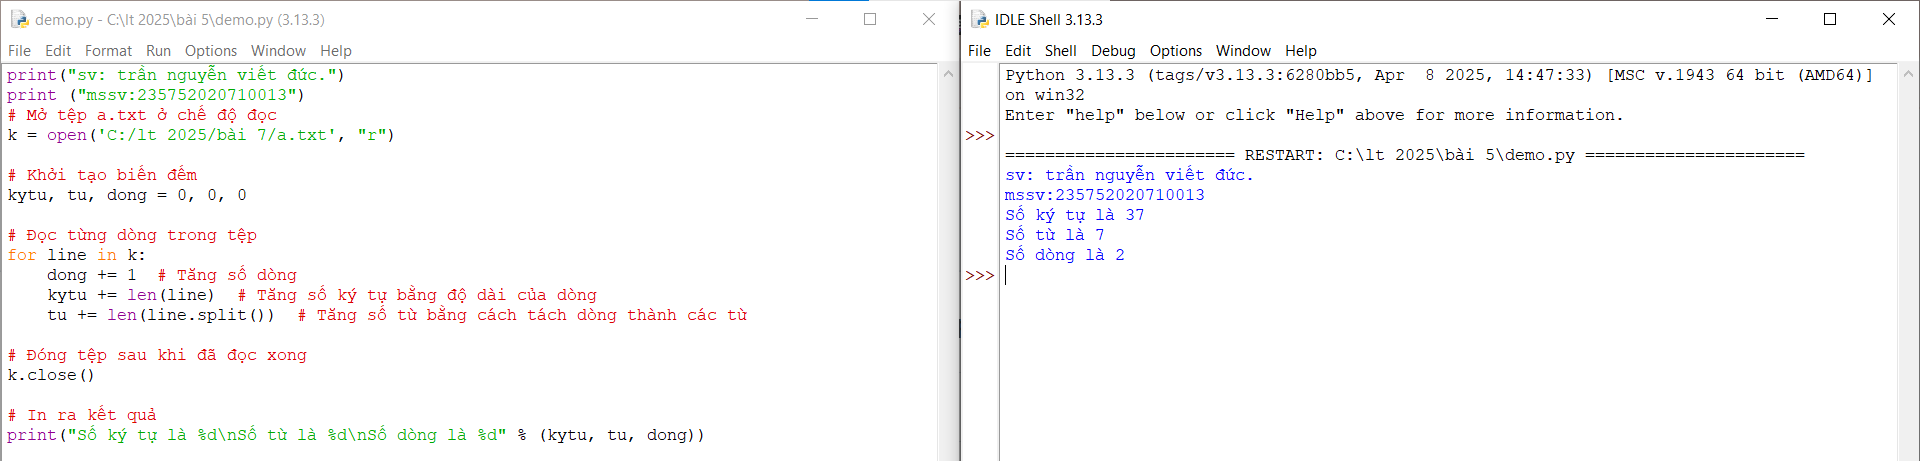 demo.py - C:\lt 2025\bài 5\demo.py (3.13.3)
File Edit Format Run Options Window Help
print("sv: trần nguyễn viết đức.")
print ("mssv:235752020710013")
# Mở tệp a.txt ở chế độ đọc
k = open('C:/lt 2025/bài 7/a.txt', "r")
# Khởi tạo biến đếm
kytu, tu, dong = 0, 0, 0
# Đọc từng dòng trong tệp
for line in k:
    dong += 1  # Tăng số dòng
    kytu += len(line)  # Tăng số ký tự bằng độ dài của dòng
    tu += len(line.split())  # Tăng số từ bằng cách tách dòng thành các từ
# Đóng tệp sau khi đã đọc xong
k.close()
# In ra kết quả
print("Số ký tự là %d\nSố từ là %d\nSố dòng là %d" % (kytu, tu, dong))
IDLE Shell 3.13.3
File Edit Shell Debug Options Window Help
Python 3.13.3 (tags/v3.13.3:6280bb5, Apr  8 2025, 14:47:33) [MSC v.1943 64 bit (AMD64)]
on win32
Enter "help" below or click "Help" above for more information.
>>>
======================= RESTART: C:\lt 2025\bài 5\demo.py ======================
sv: trần nguyễn viết đức.
mssv:235752020710013
Số ký tự là 37
Số từ là 7
Số dòng là 2
>>>